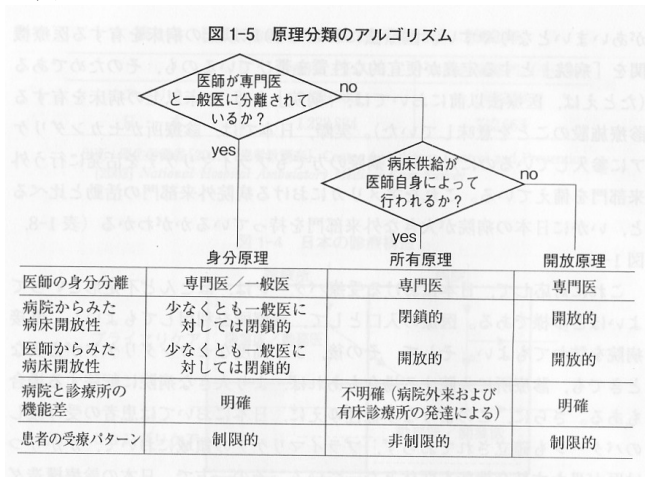 図 1-5 原理分類のアルゴリズム
医師が専門医
と一般医に分離されて
いるか？
no
yes
病床供給が
医師自身によって
行われるか？
no
yes
身分原理 所有原理 開放原理
医師の身分分離 専門医／一般医 専門医 専門医
病院からみた
病床開放性
少なくとも一般医に
対しては閉鎖的
閉鎖的 開放的
医師からみた
病床開放性
少なくとも一般医に
対しては閉鎖的
開放的 開放的
病院と診療所の
機能差
明確
不明確（病院外来および
有床診療所の発達による）
明確
患者の受療パターン 制限的 非制限的 制限的